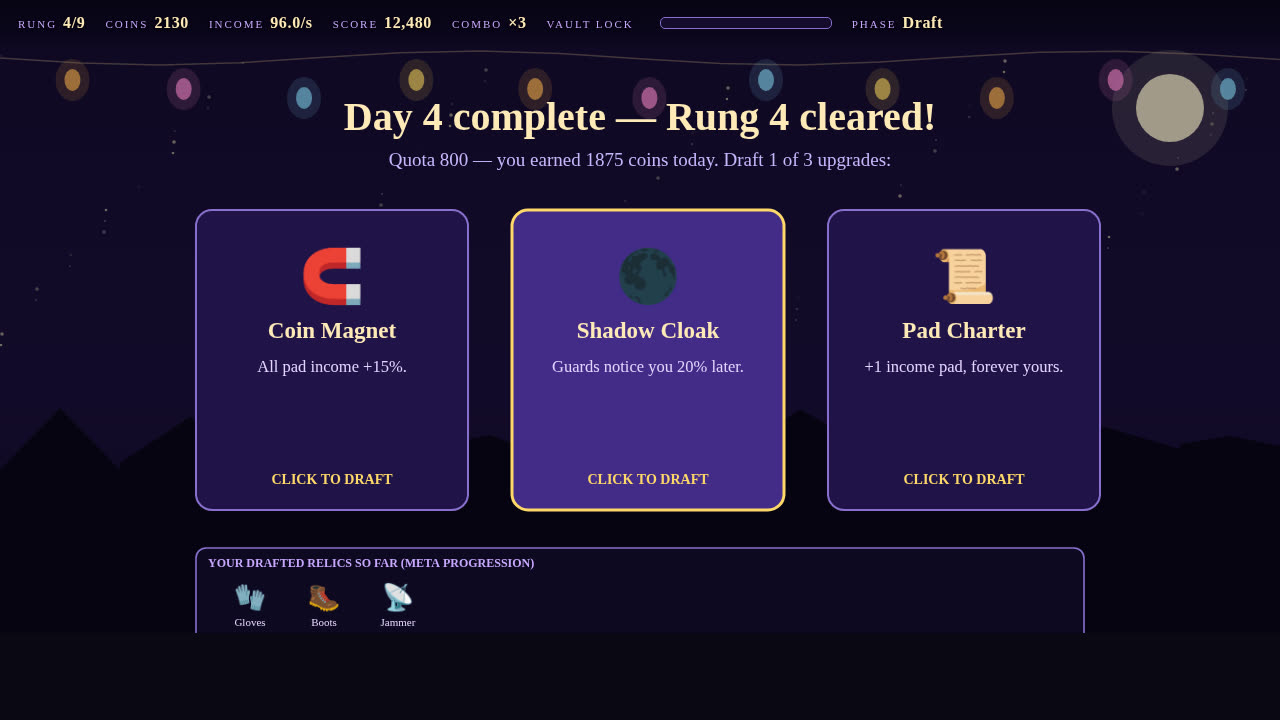 RUNG 4/9 COINS 2130 INCOME 96.0/s SCORE 12,480 COMBO ×3 VAULT LOCK PHASE Draft
Day 4 complete — Rung 4 cleared!
Quota 800 — you earned 1875 coins today. Draft 1 of 3 upgrades:
Coin Magnet
All pad income +15%.
CLICK TO DRAFT
Shadow Cloak
Guards notice you 20% later.
CLICK TO DRAFT
Pad Charter
+1 income pad, forever yours.
CLICK TO DRAFT
YOUR DRAFTED RELICS SO FAR (META PROGRESSION)
Gloves Boots Jammer